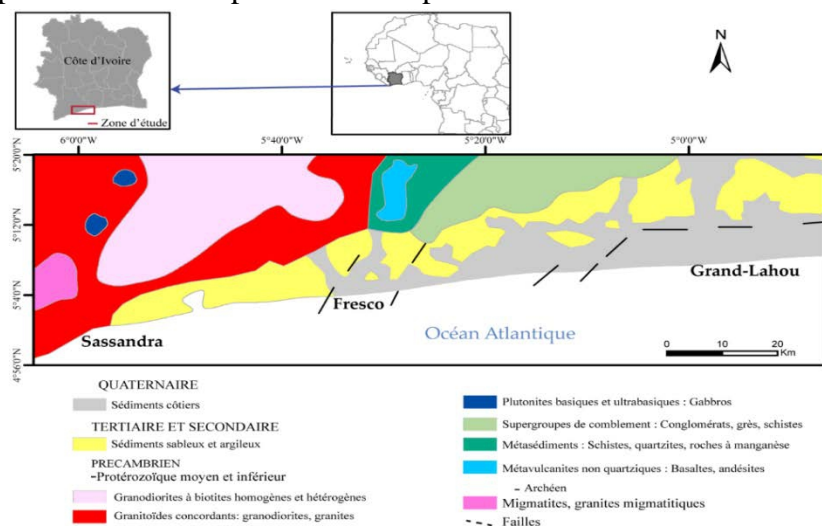 Côte d'Ivoire
Zone d'étude
N
6°0'0"W
5°40'0"W
5°20'0"W
5°0'0"W
5°20'0"N
5°12'0"N
5°4'0"N
4°56'0"N
Sassandra
Fresco
Grand-Lahou
Océan Atlantique
0 10 20
Km
QUATERNAIRE
Sédiments côtiers
TERTIAIRE ET SECONDAIRE
Sédiments sableux et argileux
PRECAMBRIEN
Protérozoïque moyen et inférieur
Granodiorites à biotites homogènes et hétérogènes
Granitoïdes concordants: granodiorites, granites
Plutonites basiques et ultrabasiques : Gabbros
Supergroupes de comblement : Conglomérats, grès, schistes
Métasédiments : Schistes, quartzites, roches à manganèse
Métavulcanites non quartziques : Basaltes, andésites
Archéen
Migmatites, granites migmatitiques
Failles